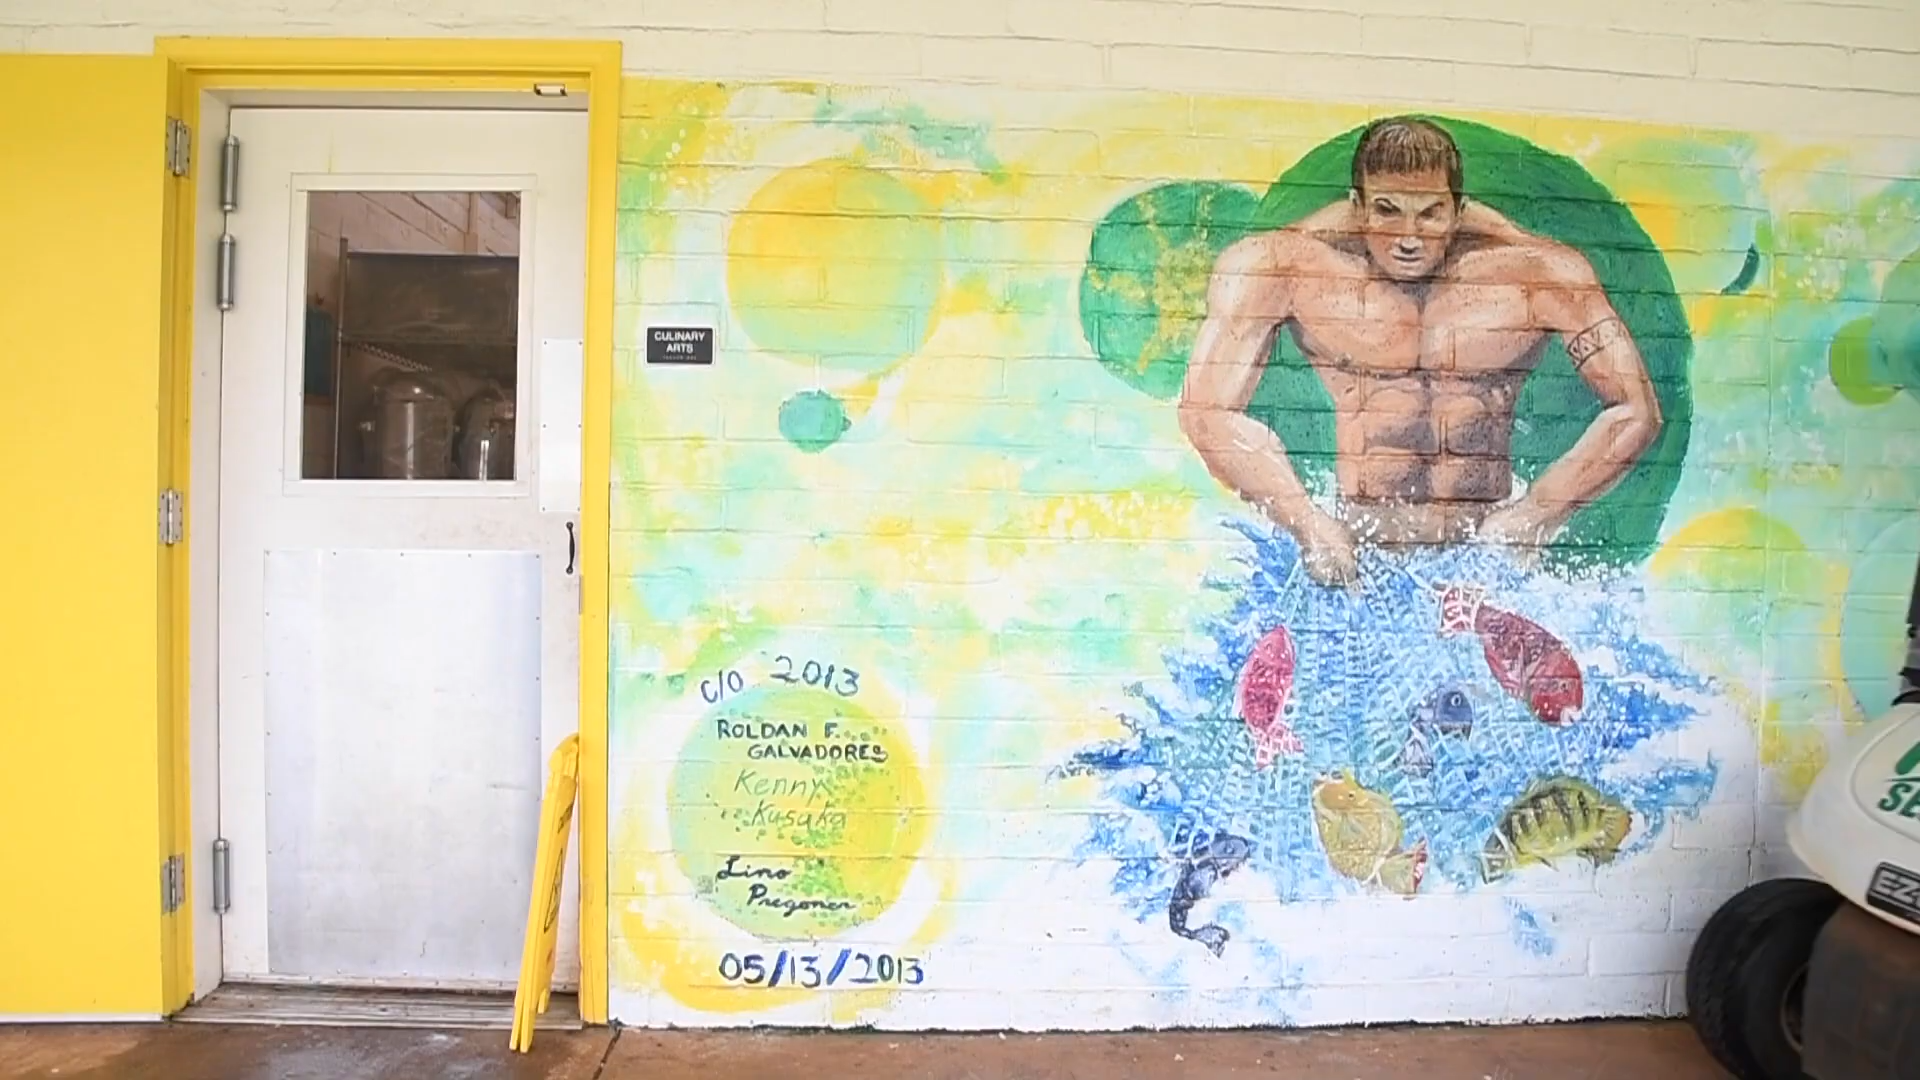 CULINARY
ARTS
C/O 2013
ROLDAN F.
GALVADORES
Kenny
Kusaka
Lino
Pregoner
05/13/2013